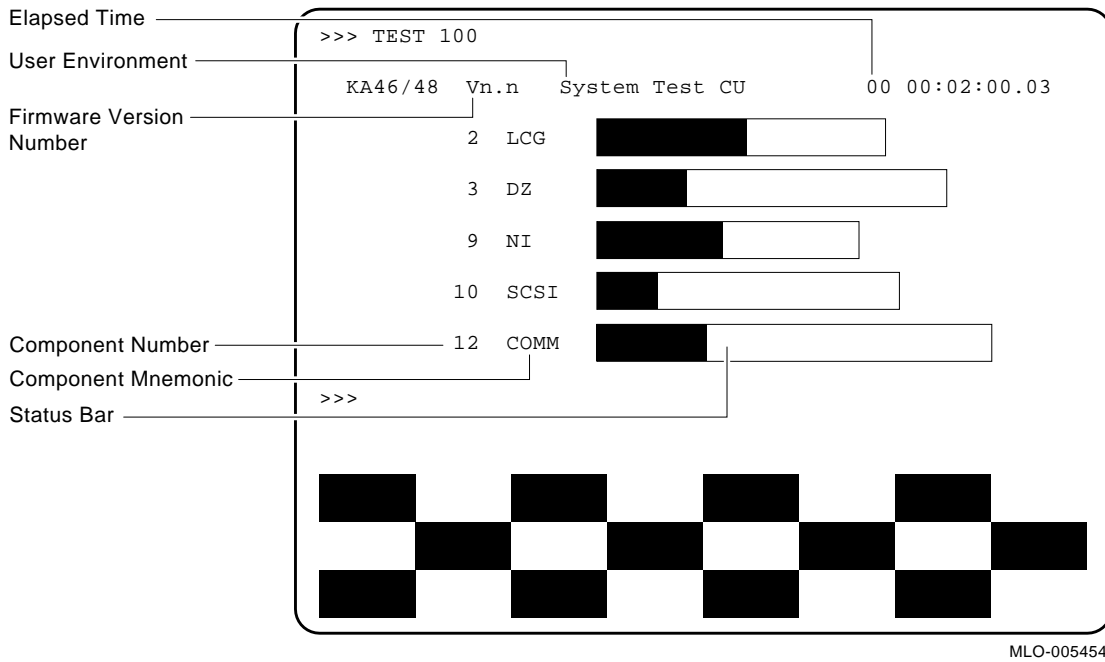 Elapsed Time
>>> TEST 100
User Environment
KA46/48 Vn.n System Test CU 00 00:02:00.03
Firmware Version
Number
2 LCG
3 DZ
9 NI
10 SCSI
Component Number
12 COMM
Component Mnemonic
>>>
Status Bar
MLO-005454